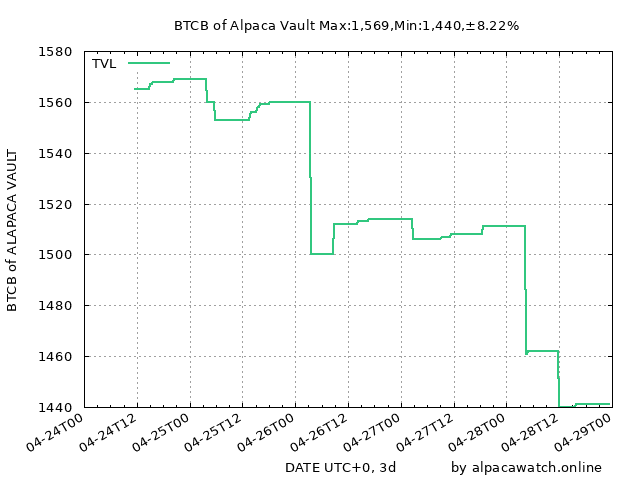 BTCB of Alpaca Vault Max:1,569,Min:1,440,±8.22%
TVL
BTCB of ALAPACA VAULT
1580
1560
1540
1520
1500
1480
1460
1440
04-24T00
04-24T12
04-25T00
04-25T12
04-26T00
04-26T12
04-27T00
04-27T12
04-28T00
04-28T12
04-29T00
DATE UTC+0, 3d
by alpacawatch.online